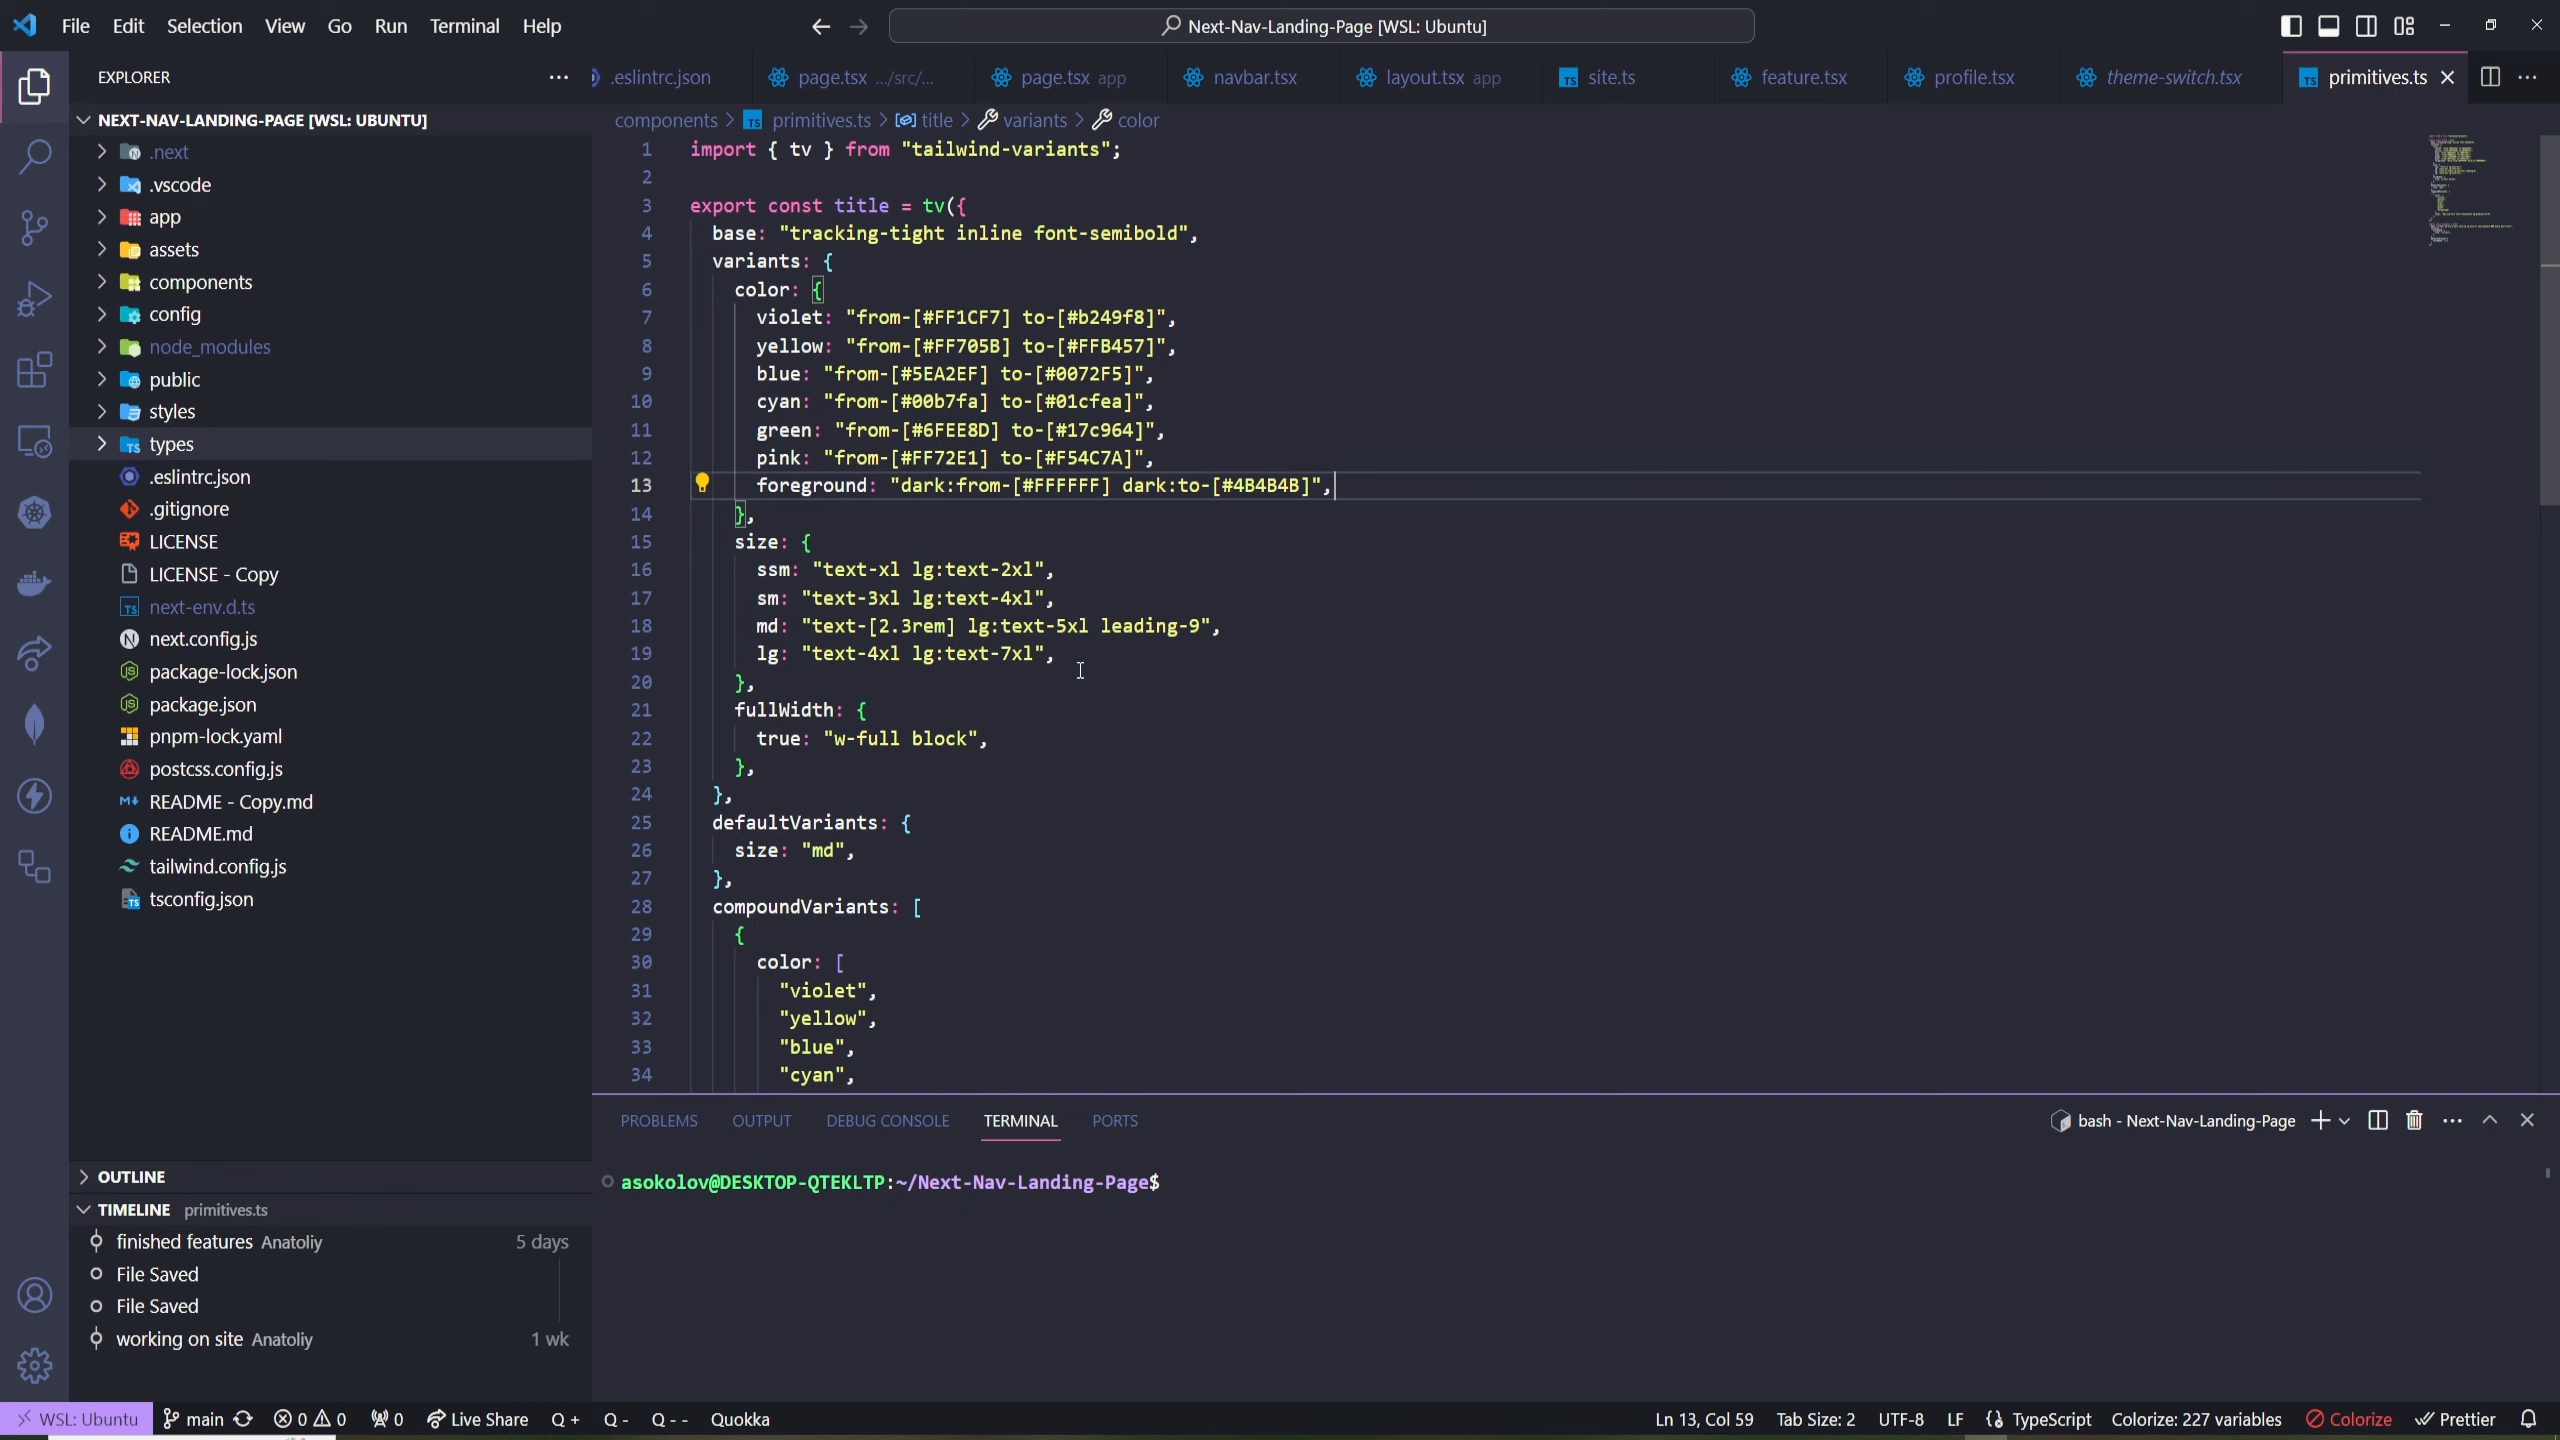 File Edit Selection View Go Run Terminal Help
Next-Nav-Landing-Page [WSL: Ubuntu]
EXPLORER
.eslintrc.json
page.tsx .../src/...
page.tsx app
navbar.tsx
layout.tsx app
site.ts
feature.tsx
profile.tsx
theme-switch.tsx
primitives.ts
NEXT-NAV-LANDING-PAGE [WSL: UBUNTU]
.next
.vscode
app
assets
components
config
node_modules
public
styles
types
.eslintrc.json
.gitignore
LICENSE
LICENSE - Copy
next-env.d.ts
next.config.js
package-lock.json
package.json
pnpm-lock.yaml
postcss.config.js
README - Copy.md
README.md
tailwind.config.js
tsconfig.json
OUTLINE
TIMELINE primitives.ts
finished features Anatoliy 5 days
File Saved
File Saved
working on site Anatoliy 1 wk
components > primitives.ts > title > variants > color
1 import { tv } from "tailwind-variants";
2
3 export const title = tv({
4 base: "tracking-tight inline font-semibold",
5 variants: {
6 color: {
7 violet: "from-[#FF1CF7] to-[#b249f8]",
8 yellow: "from-[#FF705B] to-[#FFB457]",
9 blue: "from-[#5EA2EF] to-[#0072F5]",
10 cyan: "from-[#00b7fa] to-[#01cfea]",
11 green: "from-[#6FEE8D] to-[#17c964]",
12 pink: "from-[#FF72E1] to-[#F54C7A]",
13 foreground: "dark:from-[#FFFFFF] dark:to-[#4B4B4B]",
14 },
15 size: {
16 ssm: "text-xl lg:text-2xl",
17 sm: "text-3xl lg:text-4xl",
18 md: "text-[2.3rem] lg:text-5xl leading-9",
19 lg: "text-4xl lg:text-7xl",
20 },
21 fullWidth: {
22 true: "w-full block",
23 },
24 },
25 defaultVariants: {
26 size: "md",
27 },
28 compoundVariants: [
29 {
30 color: [
31 "violet",
32 "yellow",
33 "blue",
34 "cyan",
PROBLEMS OUTPUT DEBUG CONSOLE TERMINAL PORTS
bash - Next-Nav-Landing-Page
asokolov@DESKTOP-QTEKLTP:~/Next-Nav-Landing-Page$
WSL: Ubuntu main 0 0 0 Live Share Q + Q - Q - - Quokka
Ln 13, Col 59 Tab Size: 2 UTF-8 LF {} TypeScript Colorize: 227 variables Colorize Prettier